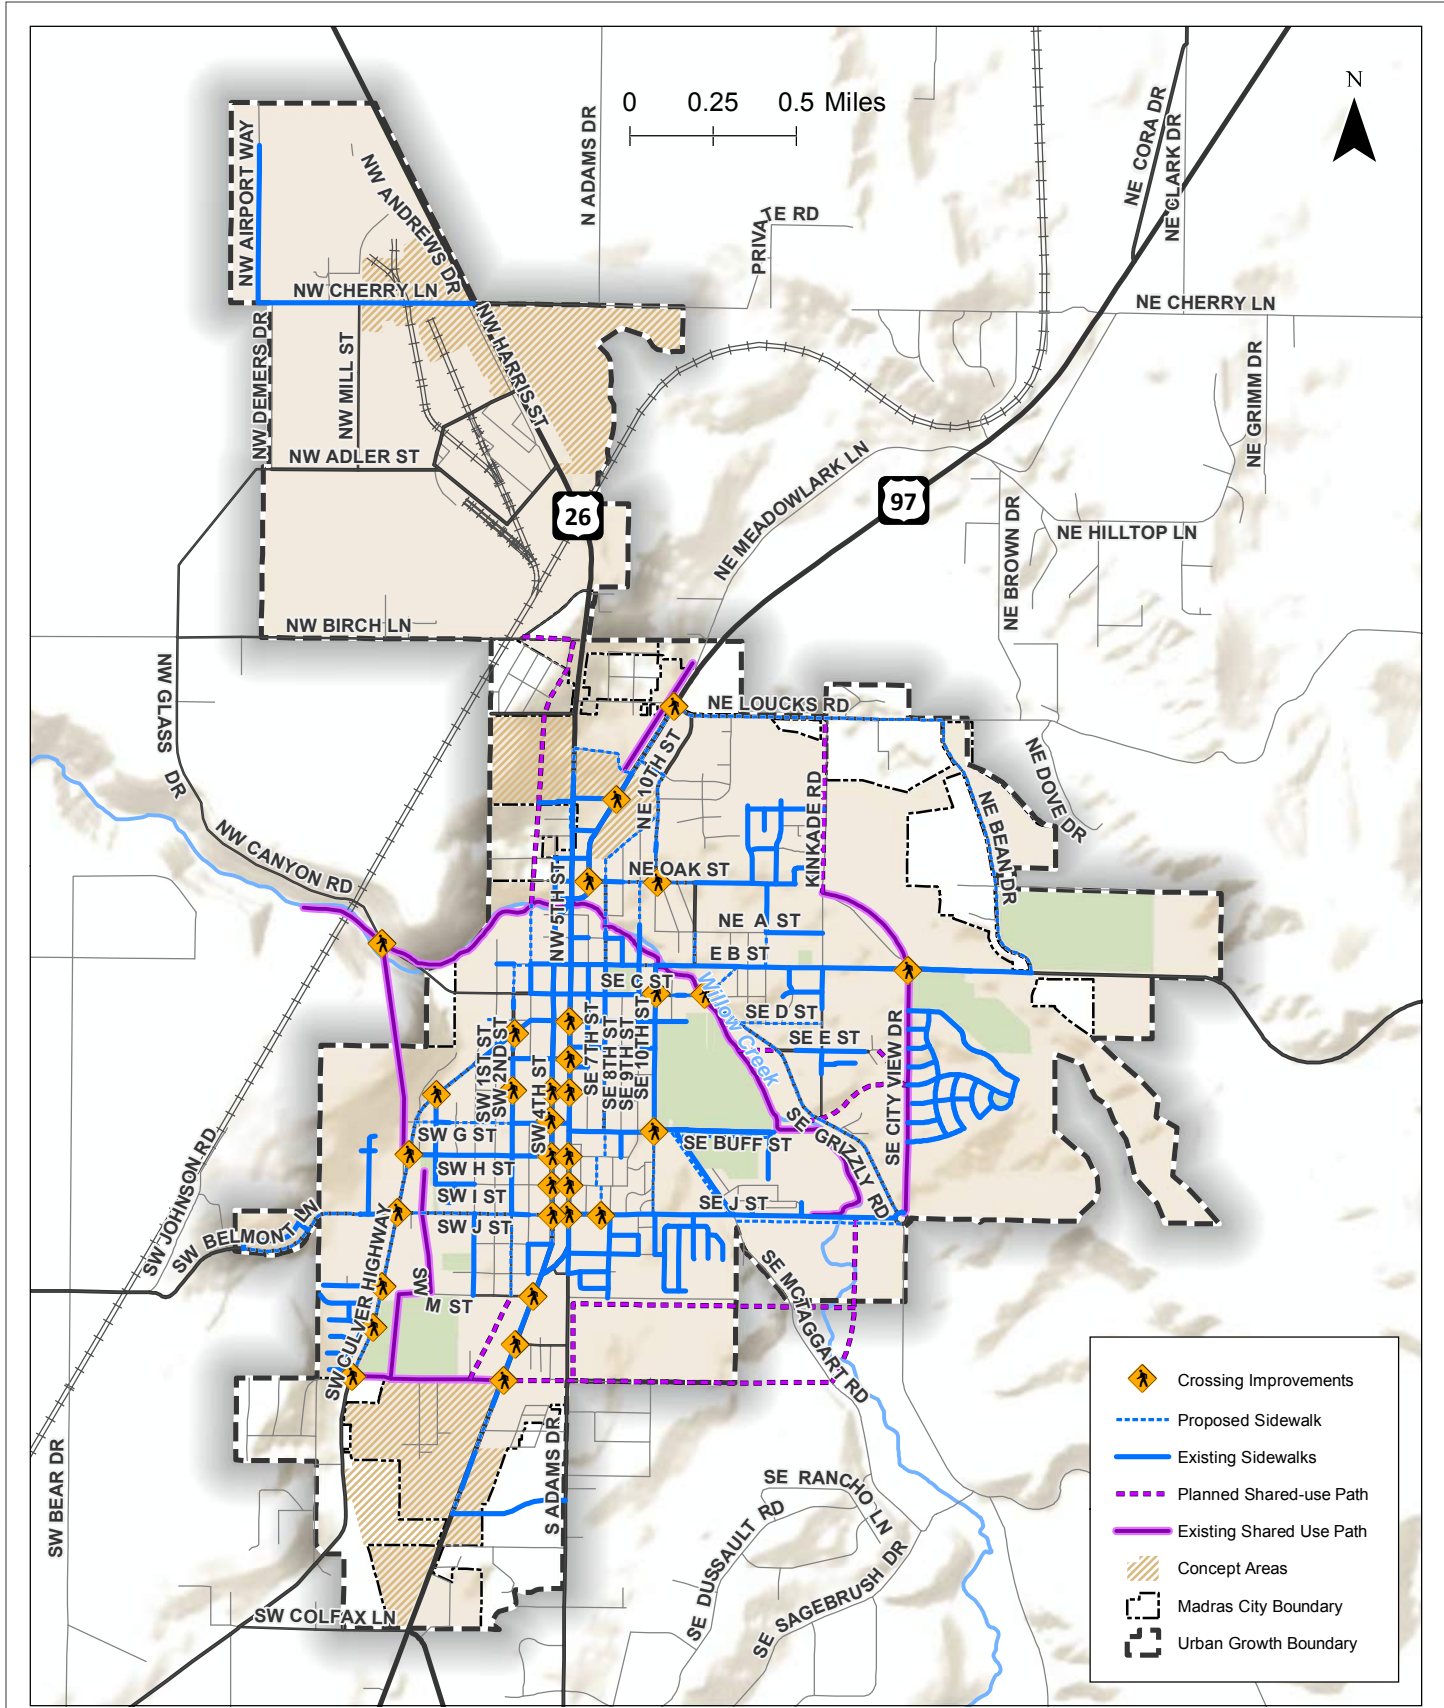 0 0.25 0.5 Miles
N
NE CORA DR
NE CLARK DR
N ADAMS DR
NW AIRPORT WAY
NW ANDREWS DR
PRIVATE RD
NW CHERRY LN
NE CHERRY LN
NW DEMERS DR
NW MILL ST
NW HARRIS ST
NE GRIMM DR
NW ADLER ST
NE MEADOWLARK LN
26
97
NE BROWN DR
NE HILLTOP LN
NW BIRCH LN
NW GLASS DR
NE LOUCKS RD
NE 10TH ST
KINKADE RD
NE DOVE DR
NE BEAN DR
NW CANYON RD
NE OAK ST
NW 5TH ST
NE A ST
E B ST
SE C ST
Willow Creek
SE D ST
SE E ST
SW 1ST ST
SW 2ND ST
SW 4TH ST
SE 7TH ST
SE 8TH ST
SE 9TH ST
SE 10TH ST
SE CITY VIEW DR
SW G ST
SE BUFF ST
SE GRIZZLY RD
SW H ST
SW I ST
SE J ST
SW J ST
SW JOHNSON RD
SW BELMONT LN
SW CULVER HIGHWAY
SW M ST
SE MCTAGGART RD
SW BEAR DR
S ADAMS DR
SE RANCHO LN
SE DUSSAULT RD
SE SAGEBRUSH DR
SW COLFAX LN
Crossing Improvements
Proposed Sidewalk
Existing Sidewalks
Planned Shared-use Path
Existing Shared Use Path
Concept Areas
Madras City Boundary
Urban Growth Boundary